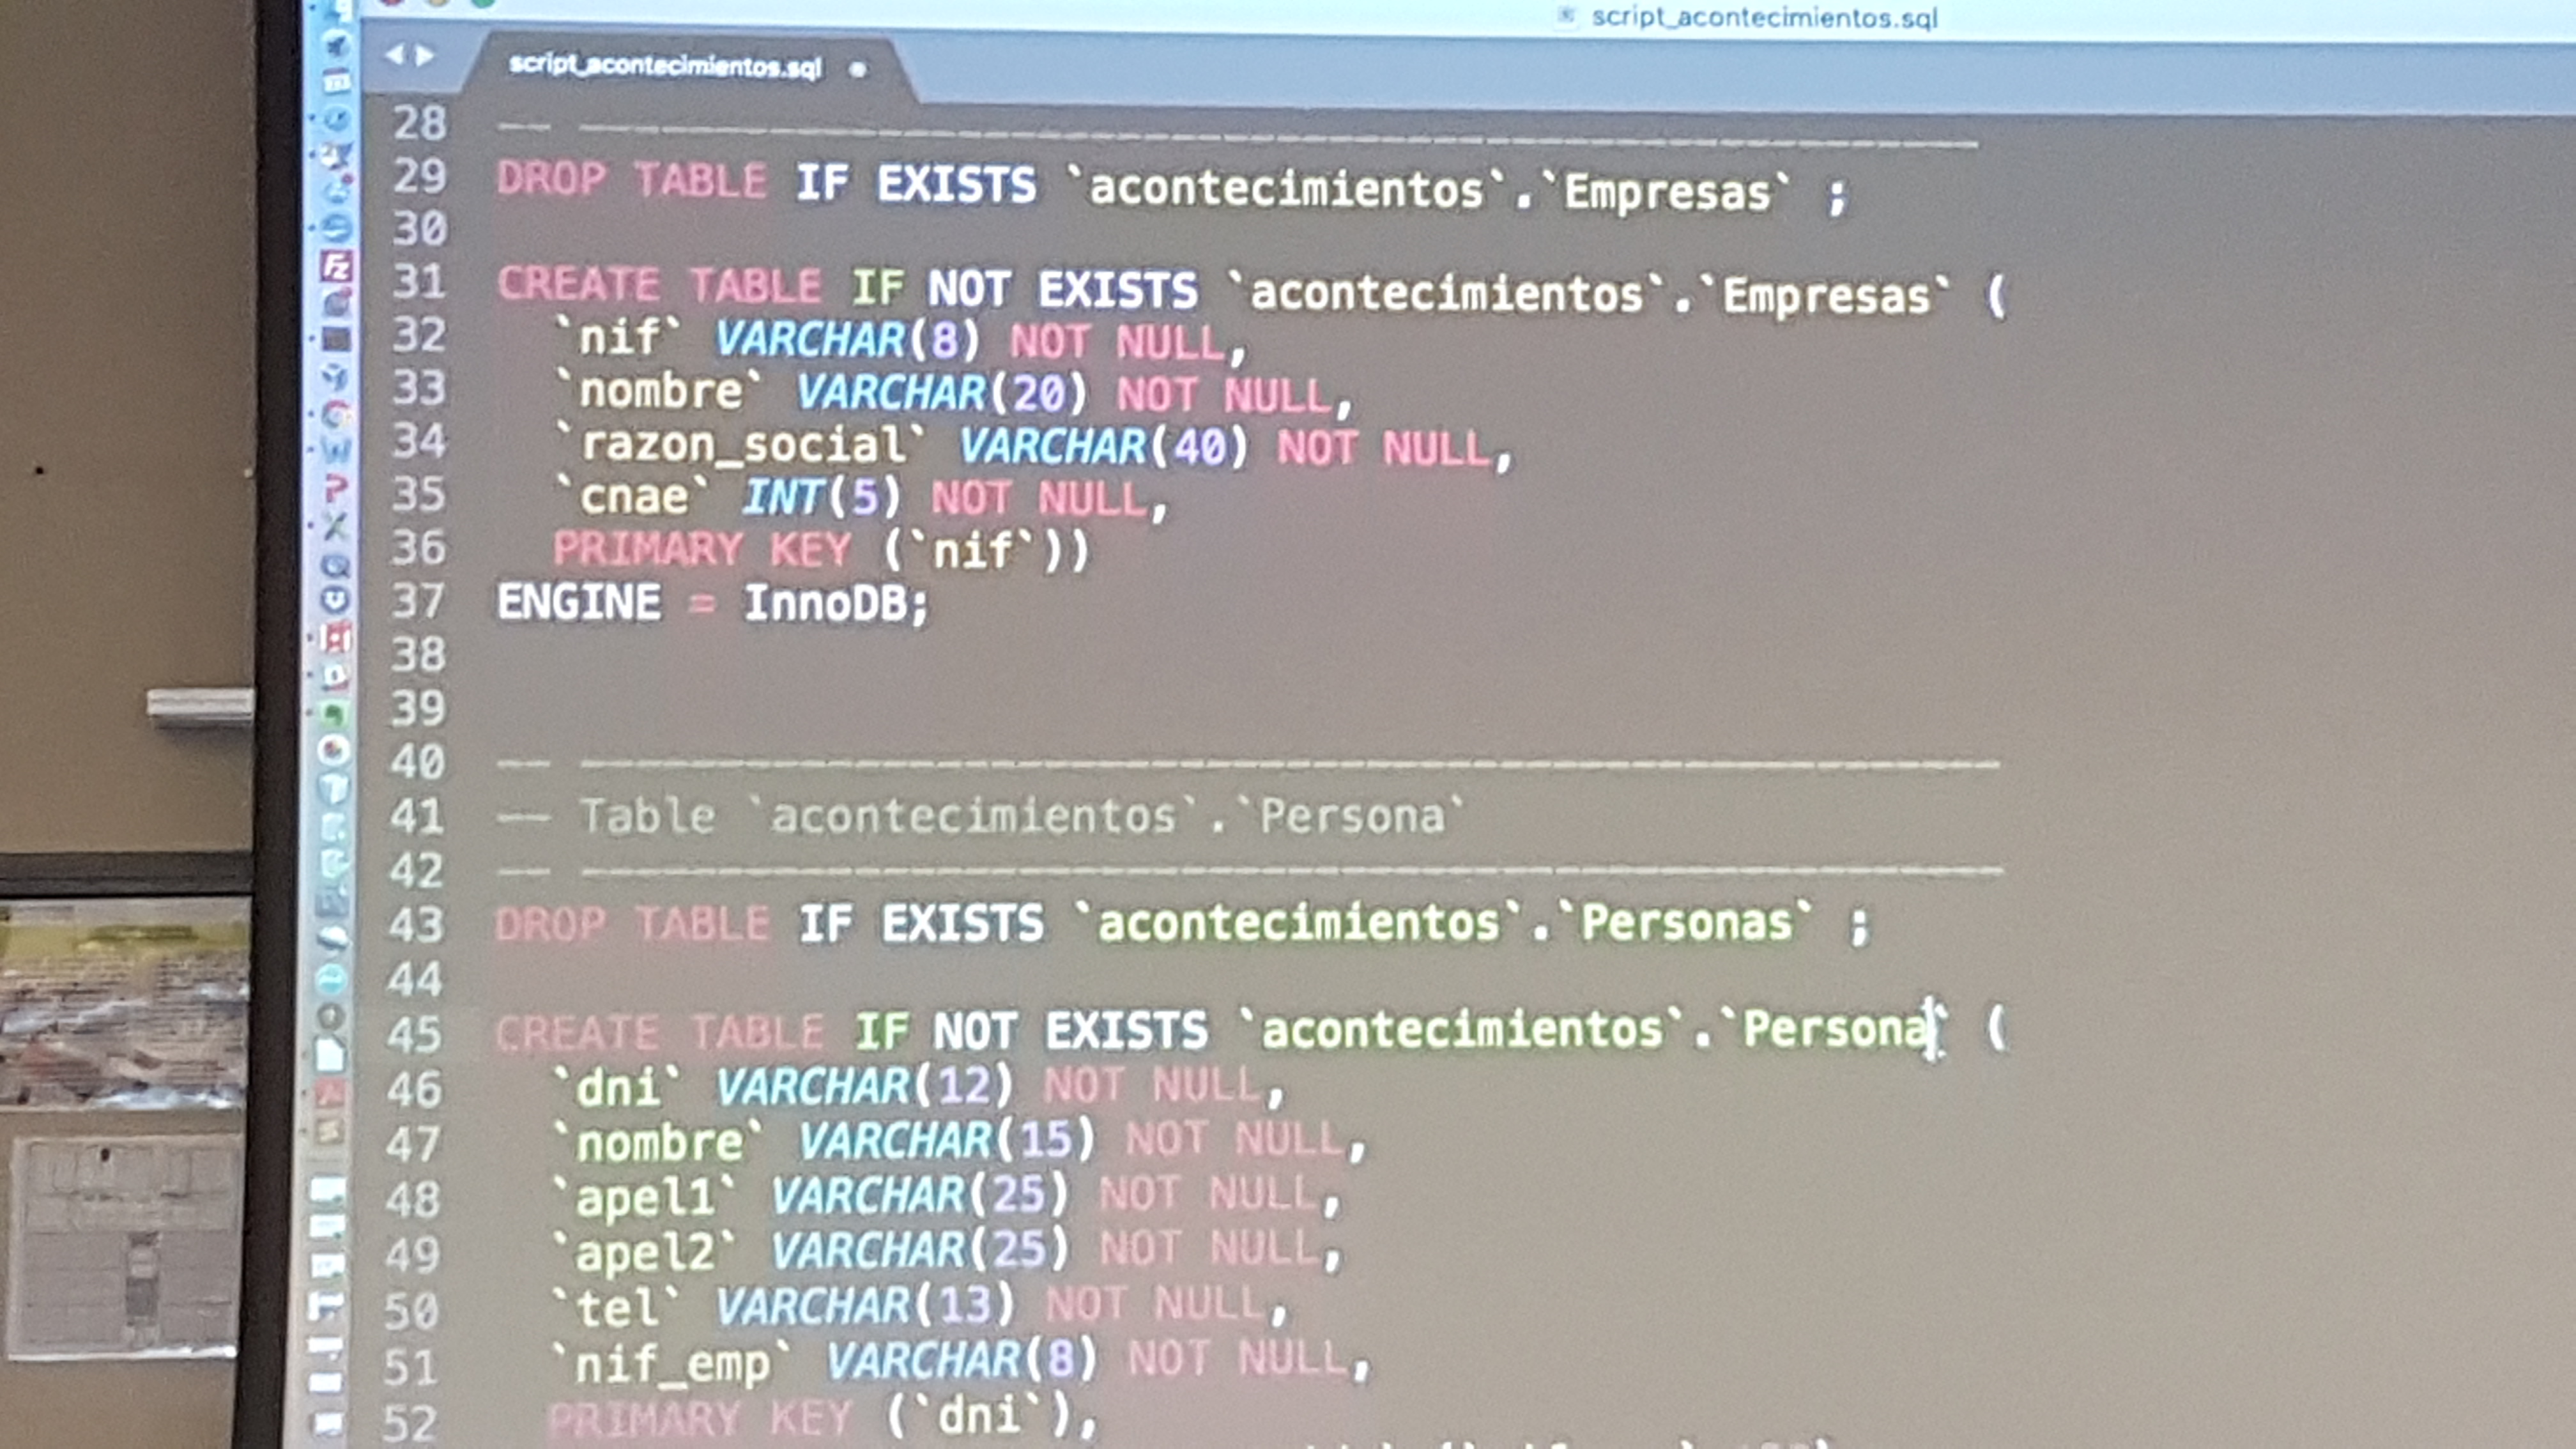 script_acontecimientos.sql
script_acontecimientos.sql
28 -- ----------------------------------------------------
29 DROP TABLE IF EXISTS `acontecimientos`.`Empresas` ;
30
31 CREATE TABLE IF NOT EXISTS `acontecimientos`.`Empresas` (
32 `nif` VARCHAR(8) NOT NULL,
33 `nombre` VARCHAR(20) NOT NULL,
34 `razon_social` VARCHAR(40) NOT NULL,
35 `cnae` INT(5) NOT NULL,
36 PRIMARY KEY (`nif`))
37 ENGINE = InnoDB;
38
39
40 -- ----------------------------------------------------
41 -- Table `acontecimientos`.`Persona`
42 -- ----------------------------------------------------
43 DROP TABLE IF EXISTS `acontecimientos`.`Personas` ;
44
45 CREATE TABLE IF NOT EXISTS `acontecimientos`.`Persona` (
46 `dni` VARCHAR(12) NOT NULL,
47 `nombre` VARCHAR(15) NOT NULL,
48 `apel1` VARCHAR(25) NOT NULL,
49 `apel2` VARCHAR(25) NOT NULL,
50 `tel` VARCHAR(13) NOT NULL,
51 `nif_emp` VARCHAR(8) NOT NULL,
52 PRIMARY KEY (`dni`),